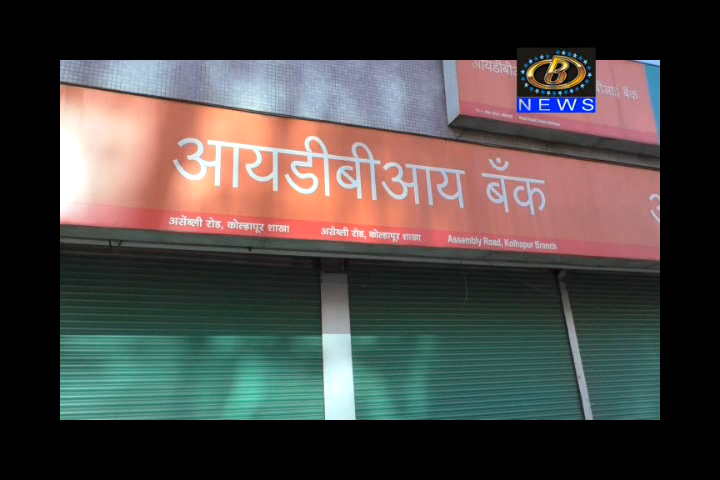 B
NEWS
आयडीबीआय बँक
असेंब्ली रोड, कोल्हापूर शाखा
असेंब्ली रोड, कोल्हापूर शाखा
Assembly Road, Kolhapur Branch
बँक